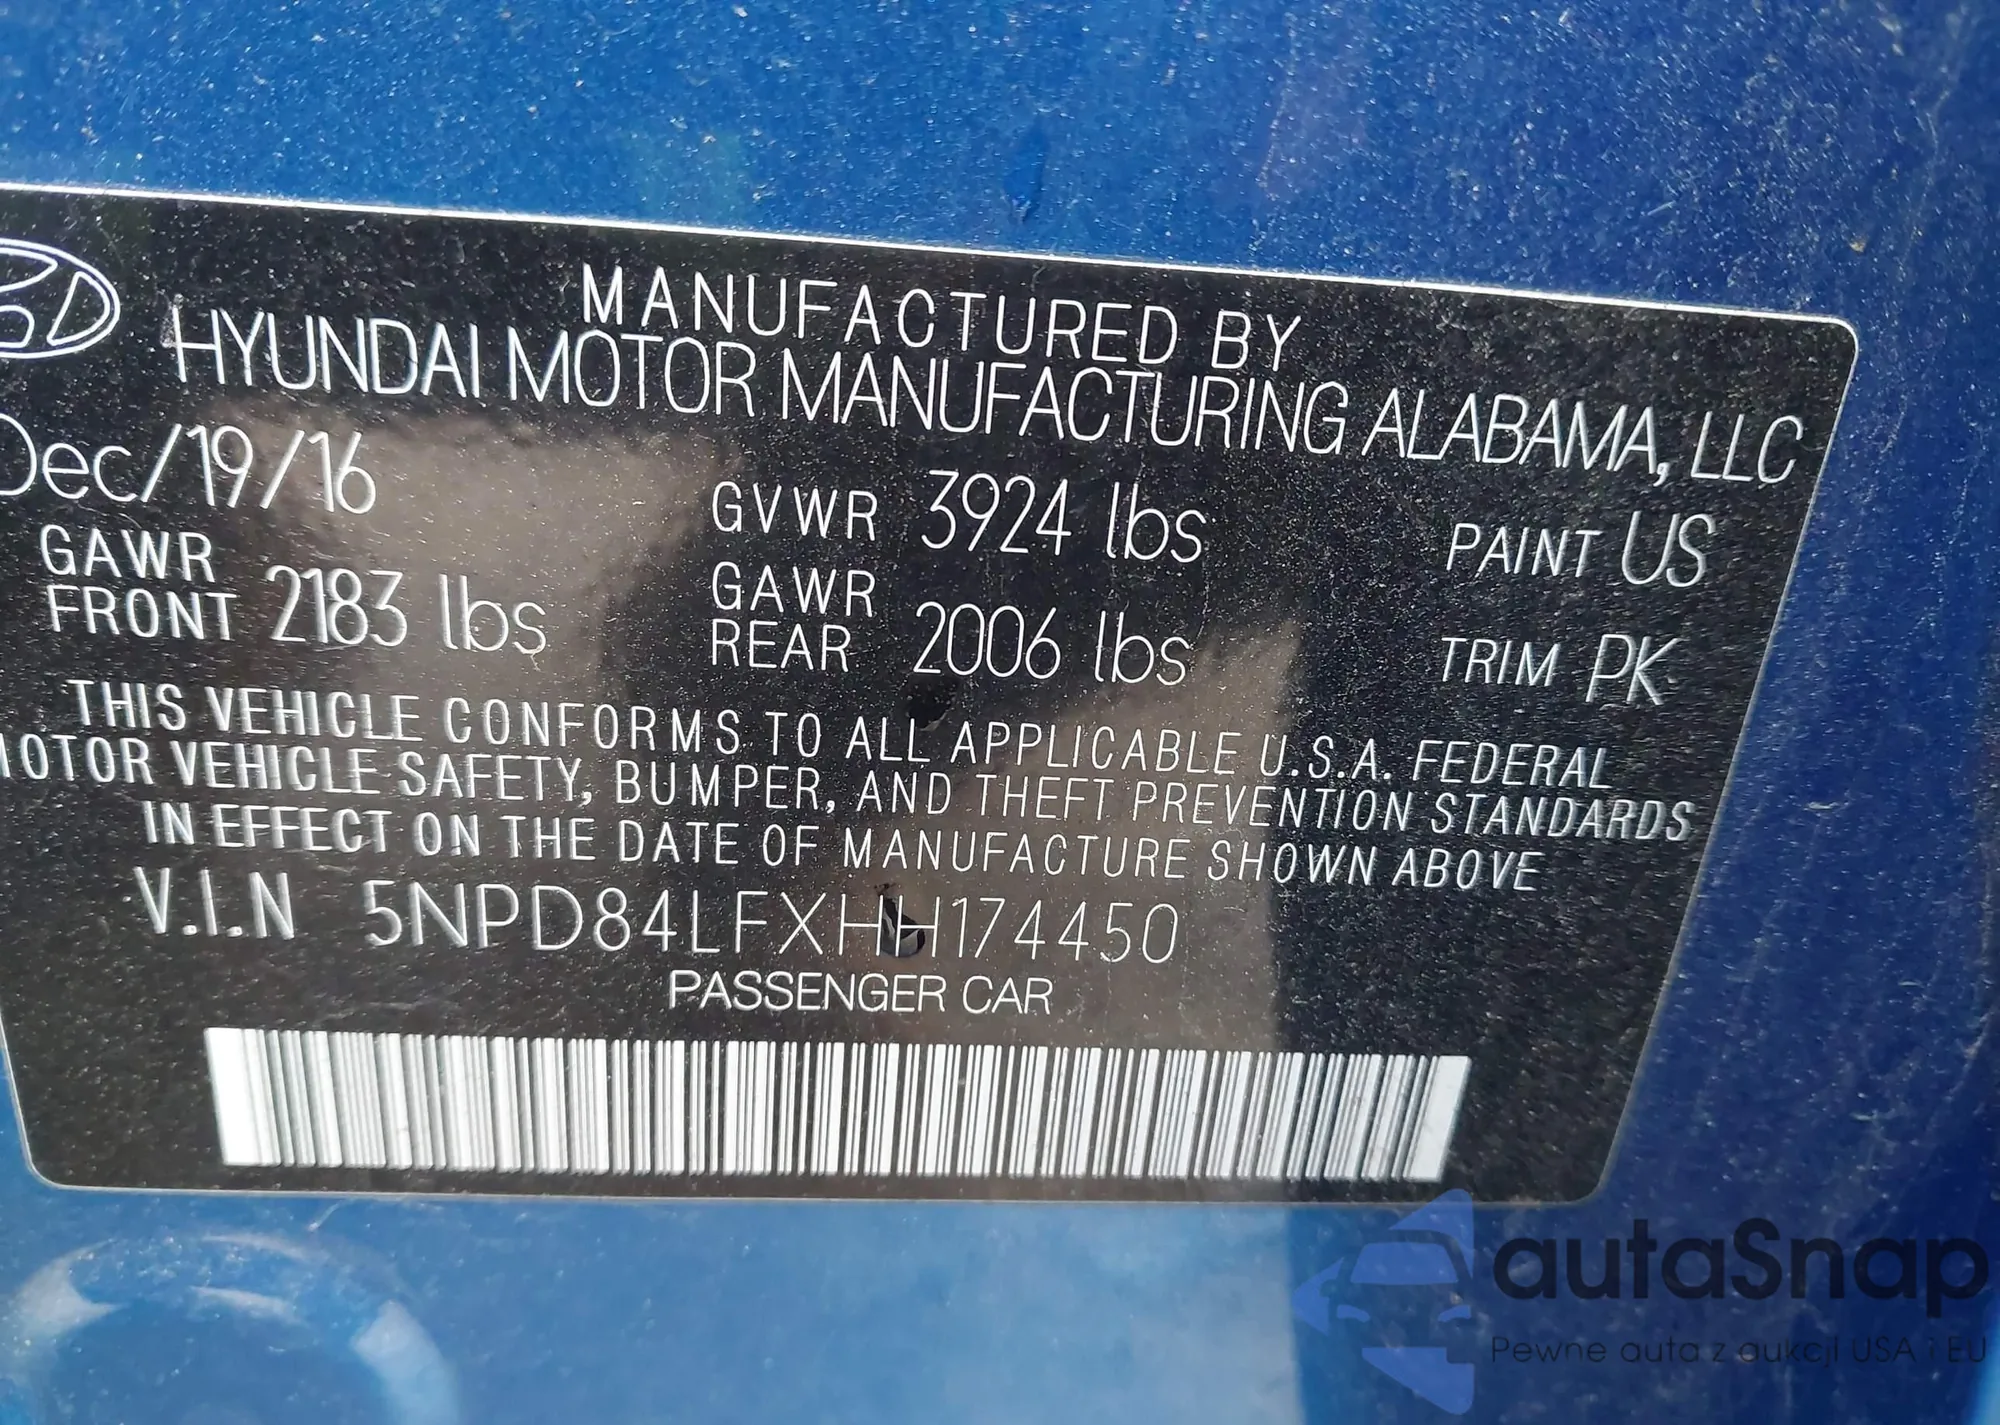 MANUFACTURED BY
HYUNDAI MOTOR MANUFACTURING ALABAMA, LLC
Dec/19/16
GVWR 3924 lbs
PAINT US
GAWR FRONT 2183 lbs
GAWR REAR 2006 lbs
TRIM PK
THIS VEHICLE CONFORMS TO ALL APPLICABLE U.S.A. FEDERAL
MOTOR VEHICLE SAFETY, BUMPER, AND THEFT PREVENTION STANDARDS
IN EFFECT ON THE DATE OF MANUFACTURE SHOWN ABOVE
V.I.N 5NPD84LFXHH174450
PASSENGER CAR
autaSnap
Pewne auta z aukcji USA i EU